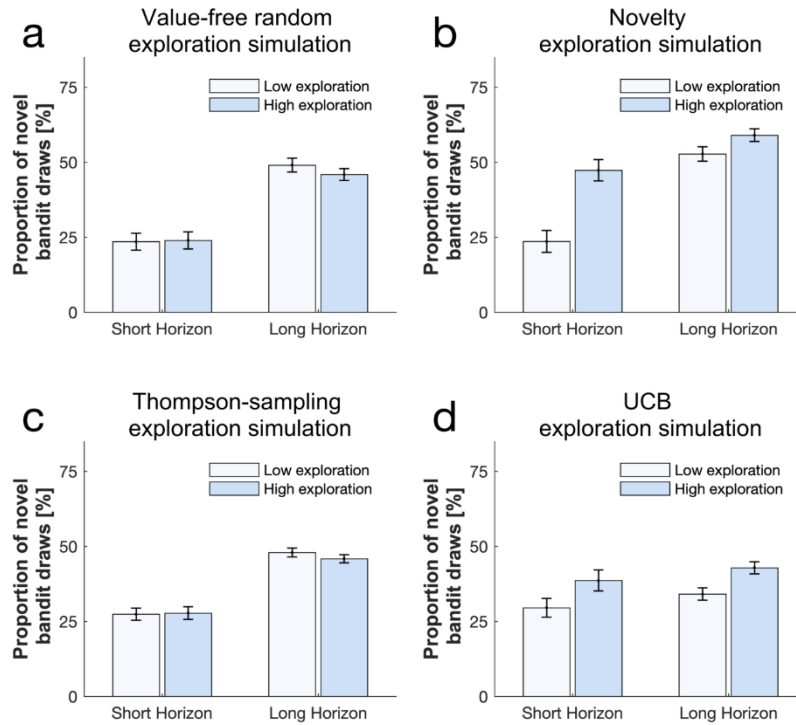 a
Value-free random
exploration simulation
Proportion of novel
bandit draws [%]
75
50
25
0
Low exploration
High exploration
Short Horizon
Long Horizon
b
Novelty
exploration simulation
Proportion of novel
bandit draws [%]
75
50
25
0
Low exploration
High exploration
Short Horizon
Long Horizon
c
Thompson-sampling
exploration simulation
Proportion of novel
bandit draws [%]
75
50
25
0
Low exploration
High exploration
Short Horizon
Long Horizon
d
UCB
exploration simulation
Proportion of novel
bandit draws [%]
75
50
25
0
Low exploration
High exploration
Short Horizon
Long Horizon